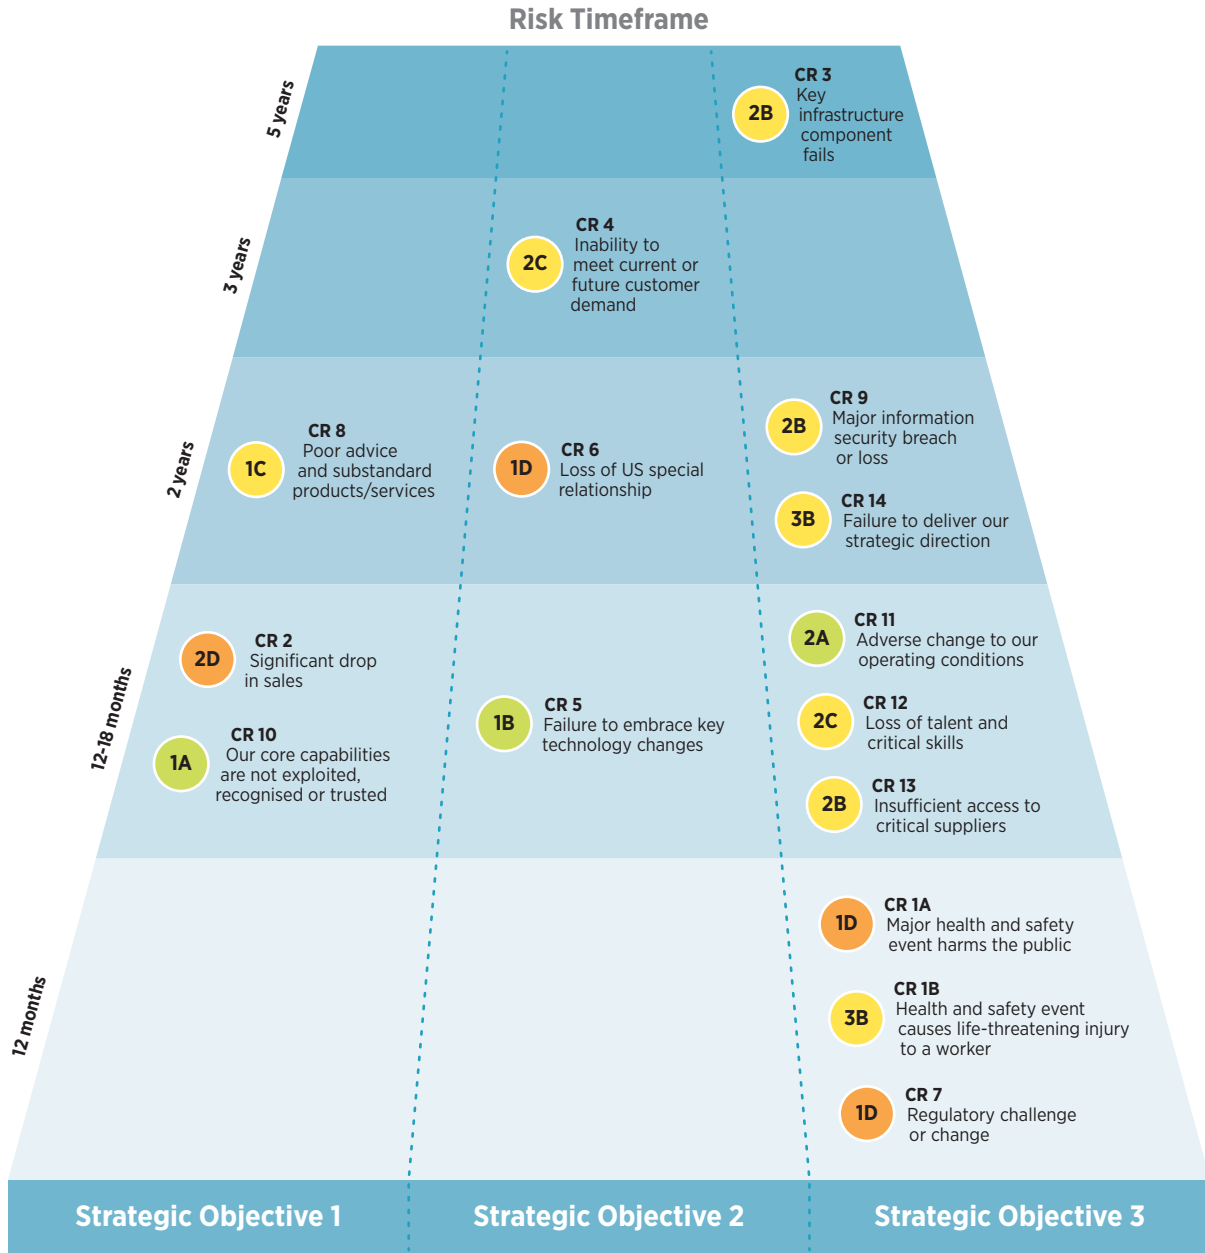 Risk Timeframe
5 years
2B
CR 3
Key
infrastructure
component
fails
3 years
2C
CR 4
Inability to
meet current or
future customer
demand
2 years
1C
CR 8
Poor advice
and substandard
products/services
1D
CR 6
Loss of US special
relationship
2B
CR 9
Major information
security breach
or loss
3B
CR 14
Failure to deliver our
strategic direction
12-18 months
2D
CR 2
Significant drop
in sales
1A
CR 10
Our core capabilities
are not exploited,
recognised or trusted
1B
CR 5
Failure to embrace key
technology changes
2A
CR 11
Adverse change to our
operating conditions
2C
CR 12
Loss of talent and
critical skills
2B
CR 13
Insufficient access to
critical suppliers
12 months
1D
CR 1A
Major health and safety
event harms the public
3B
CR 1B
Health and safety event
causes life-threatening injury
to a worker
1D
CR 7
Regulatory challenge
or change
Strategic Objective 1
Strategic Objective 2
Strategic Objective 3